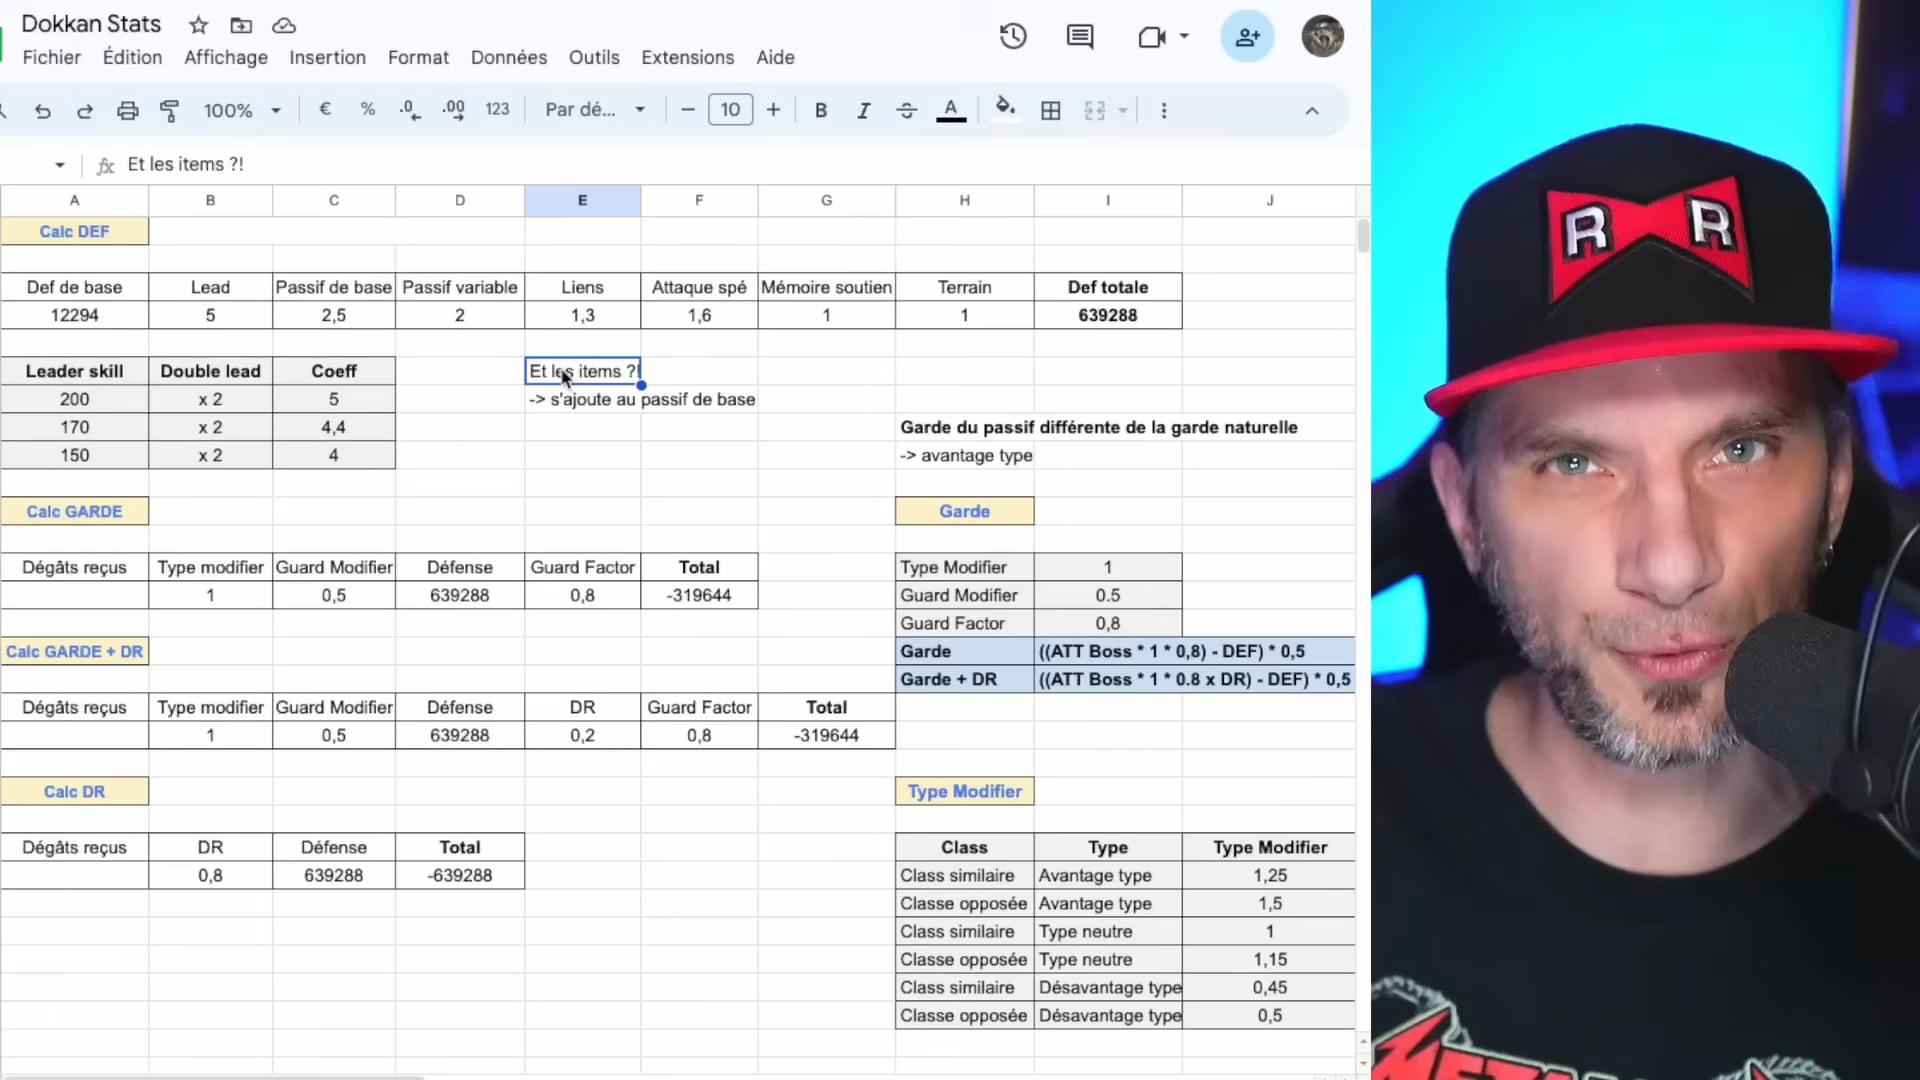 Dokkan Stats
Fichier Édition Affichage Insertion Format Données Outils Extensions Aide
100% € % .0 .00 123 Par dé... − 10 + B I S A
fx Et les items ?!
A B C D E F G H I J
Calc DEF
Def de base Lead Passif de base Passif variable Liens Attaque spé Mémoire soutien Terrain Def totale
12294 5 2,5 2 1,3 1,6 1 1 639288
Leader skill Double lead Coeff Et les items ?!
200 x 2 5 -> s'ajoute au passif de base
170 x 2 4,4 Garde du passif différente de la garde naturelle
150 x 2 4 -> avantage type
Calc GARDE Garde
Dégâts reçus Type modifier Guard Modifier Défense Guard Factor Total Type Modifier 1
1 0,5 639288 0,8 -319644 Guard Modifier 0.5
Guard Factor 0,8
Calc GARDE + DR Garde ((ATT Boss * 1 * 0,8) - DEF) * 0,5
Garde + DR ((ATT Boss * 1 * 0.8 x DR) - DEF) * 0,5
Dégâts reçus Type modifier Guard Modifier Défense DR Guard Factor Total
1 0,5 639288 0,2 0,8 -319644
Calc DR Type Modifier
Dégâts reçus DR Défense Total Class Type Type Modifier
0,8 639288 -639288 Class similaire Avantage type 1,25
Classe opposée Avantage type 1,5
Class similaire Type neutre 1
Classe opposée Type neutre 1,15
Class similaire Désavantage type 0,45
Classe opposée Désavantage type 0,5
R R